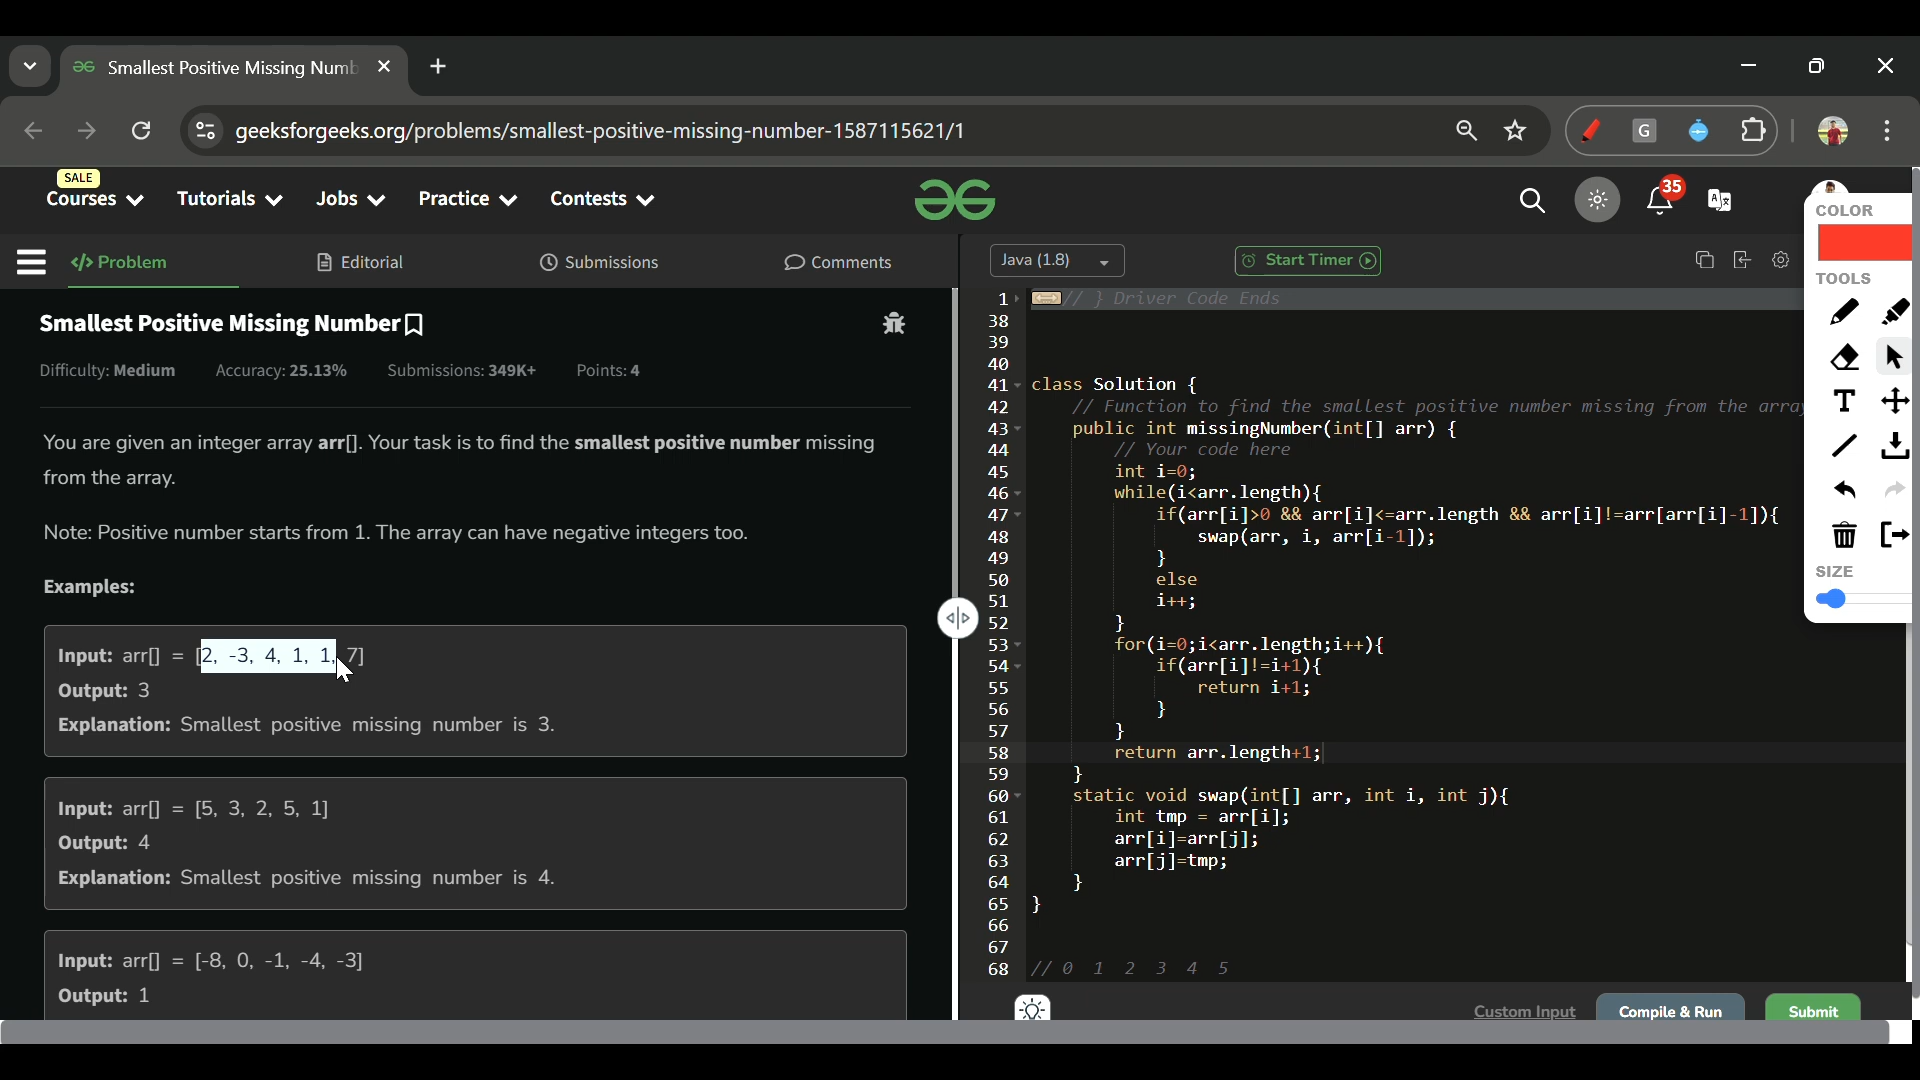 Smallest Positive Missing Numb
geeksforgeeks.org/problems/smallest-positive-missing-number-1587115621/1
G
SALE
Courses
Tutorials
Jobs
Practice
Contests
35
</> Problem
Editorial
Submissions
Comments
Java (1.8)
Start Timer
Smallest Positive Missing Number
Difficulty: Medium
Accuracy: 25.13%
Submissions: 349K+
Points: 4
You are given an integer array arr[]. Your task is to find the smallest positive number missing
from the array.
Note: Positive number starts from 1. The array can have negative integers too.
Examples:
Input: arr[] = [2, -3, 4, 1, 1, 7]
Output: 3
Explanation: Smallest positive missing number is 3.
Input: arr[] = [5, 3, 2, 5, 1]
Output: 4
Explanation: Smallest positive missing number is 4.
Input: arr[] = [-8, 0, -1, -4, -3]
Output: 1
1 // } Driver Code Ends
38
39
40
41 class Solution {
42 // Function to find the smallest positive number missing from the array
43 public int missingNumber(int[] arr) {
44 // Your code here
45 int i=0;
46 while(i<arr.length){
47 if(arr[i]>0 && arr[i]<=arr.length && arr[i]!=arr[arr[i]-1]){
48 swap(arr, i, arr[i-1]);
49 }
50 else
51 i++;
52 }
53 for(i=0;i<arr.length;i++){
54 if(arr[i]!=i+1){
55 return i+1;
56 }
57 }
58 return arr.length+1;
59 }
60 static void swap(int[] arr, int i, int j){
61 int tmp = arr[i];
62 arr[i]=arr[j];
63 arr[j]=tmp;
64 }
65 }
66
67
68 // 0 1 2 3 4 5
Custom Input
Compile & Run
Submit
COLOR
TOOLS
T
SIZE